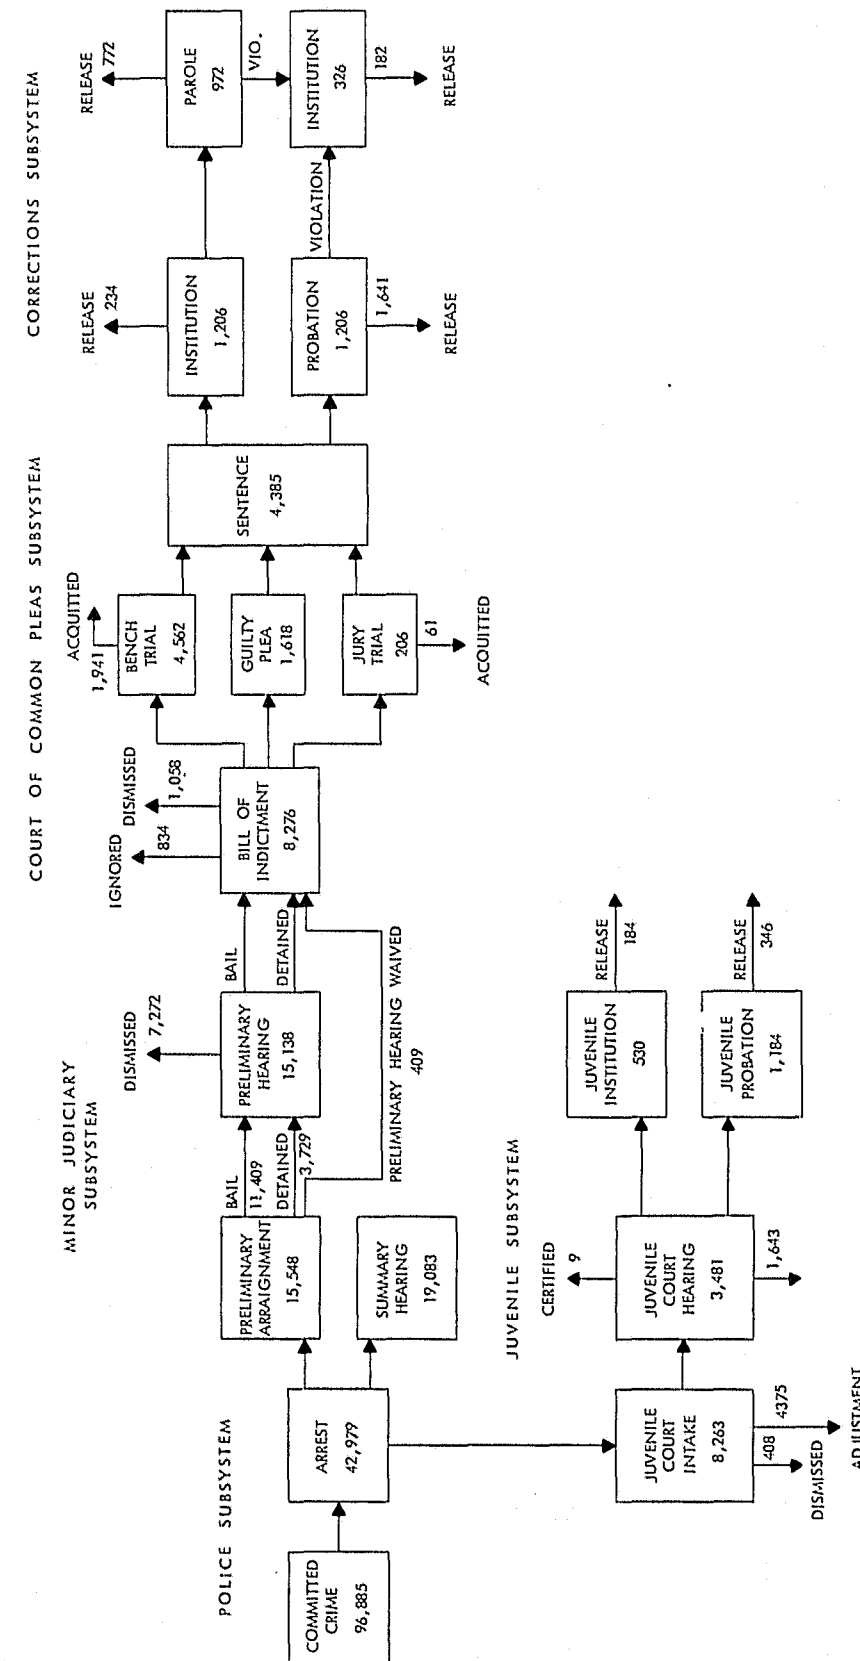 POLICE SUBSYSTEM
COMMITTED
CRIME
96,885
ARREST
42,979
MINOR JUDICIARY
SUBSYSTEM
PRELIMINARY
ARRAIGNMENT
15,548
SUMMARY
HEARING
19,083
BAIL
11,409
DETAINED
3,729
PRELIMINARY HEARING WAIVED
409
PRELIMINARY
HEARING
15,138
DISMISSED
7,272
BAIL
DETAINED
COURT OF COMMON PLEAS SUBSYSTEM
BILL OF
INDICTMENT
8,276
IGNORED
834
DISMISSED
1,058
BENCH
TRIAL
4,562
1,941
ACQUITTED
GUILTY
PLEA
1,618
JURY
TRIAL
206
61
ACQUITTED
SENTENCE
4,385
CORRECTIONS SUBSYSTEM
INSTITUTION
1,206
RELEASE
234
PROBATION
1,206
1,641
RELEASE
VIOLATION
PAROLE
972
RELEASE
772
VIO.
INSTITUTION
326
182
RELEASE
JUVENILE SUBSYSTEM
JUVENILE
COURT
INTAKE
8,263
408
DISMISSED
4375
ADJUSTMENT
JUVENILE
COURT
HEARING
3,481
CERTIFIED
9
1,643
JUVENILE
INSTITUTION
530
RELEASE
184
JUVENILE
PROBATION
1,184
RELEASE
346